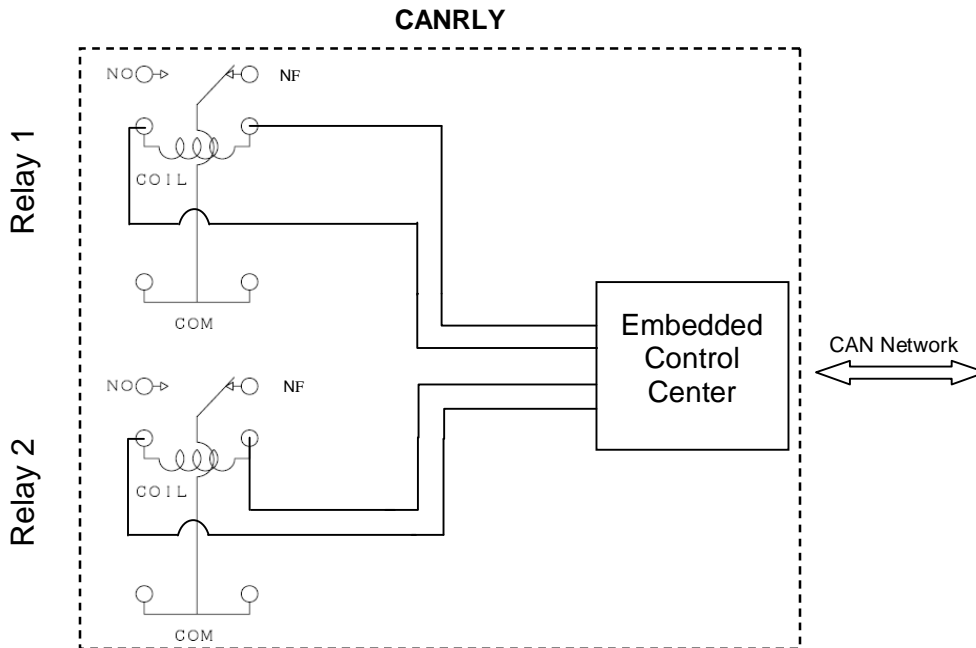 CANRLY
Relay 1
NO
NF
COIL
COM
Embedded
Control
Center
CAN Network
Relay 2
NO
NF
COIL
COM